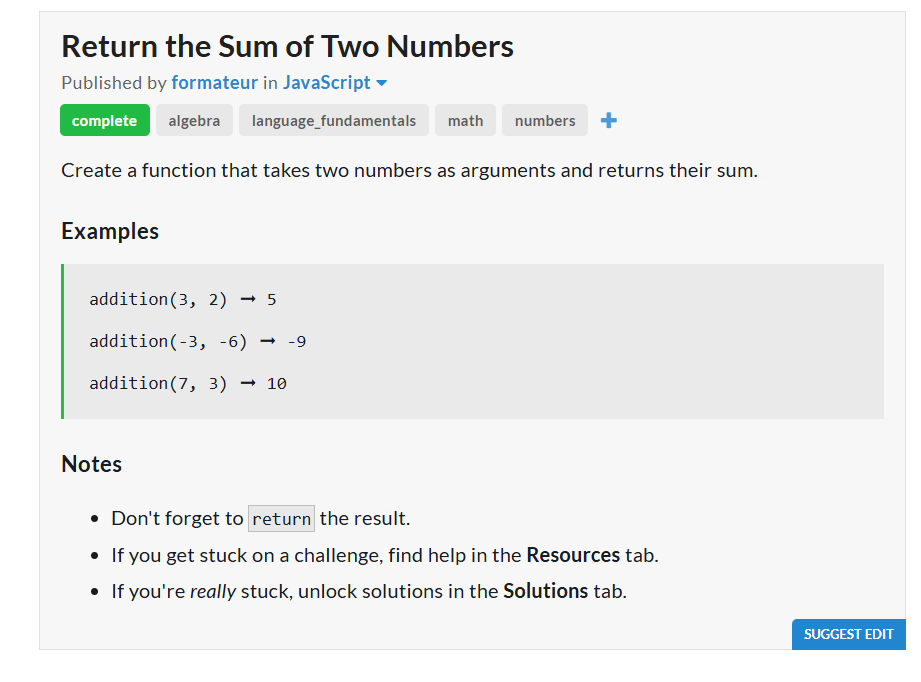 Return the Sum of Two Numbers
Published by formateur in JavaScript
complete algebra language_fundamentals math numbers
Create a function that takes two numbers as arguments and returns their sum.
Examples
addition(3, 2) ➞ 5
addition(-3, -6) ➞ -9
addition(7, 3) ➞ 10
Notes
• Don't forget to return the result.
• If you get stuck on a challenge, find help in the Resources tab.
• If you're really stuck, unlock solutions in the Solutions tab.
SUGGEST EDIT